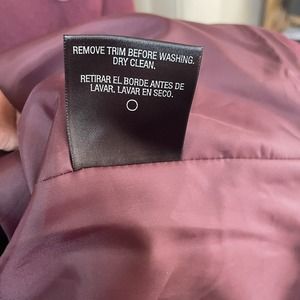 REMOVE TRIM BEFORE WASHING.
DRY CLEAN.
RETIRAR EL BORDE ANTES DE
LAVAR. LAVAR EN SECO.